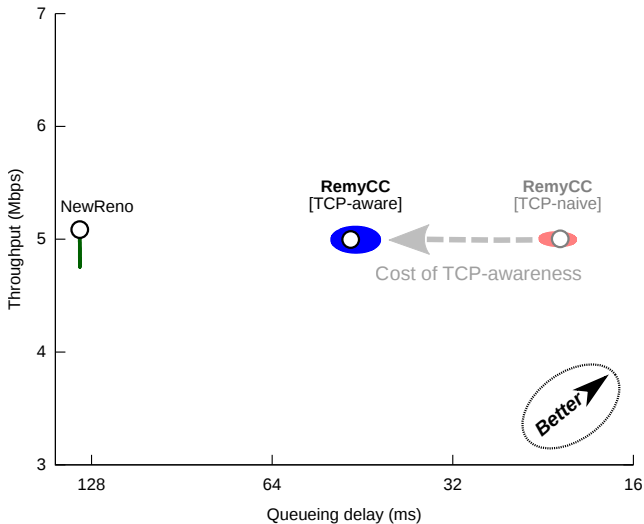 7
6
5
4
3
Throughput (Mbps)
NewReno
RemyCC
[TCP-aware]
RemyCC
[TCP-naive]
Cost of TCP-awareness
Better
128
64
32
16
Queueing delay (ms)